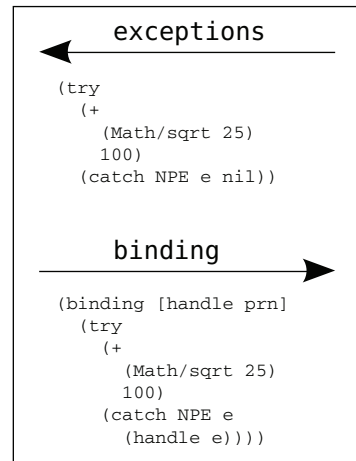 exceptions
(try
  (+
    (Math/sqrt 25)
    100)
  (catch NPE e nil))
binding
(binding [handle prn]
  (try
    (+
      (Math/sqrt 25)
      100)
    (catch NPE e
      (handle e))))